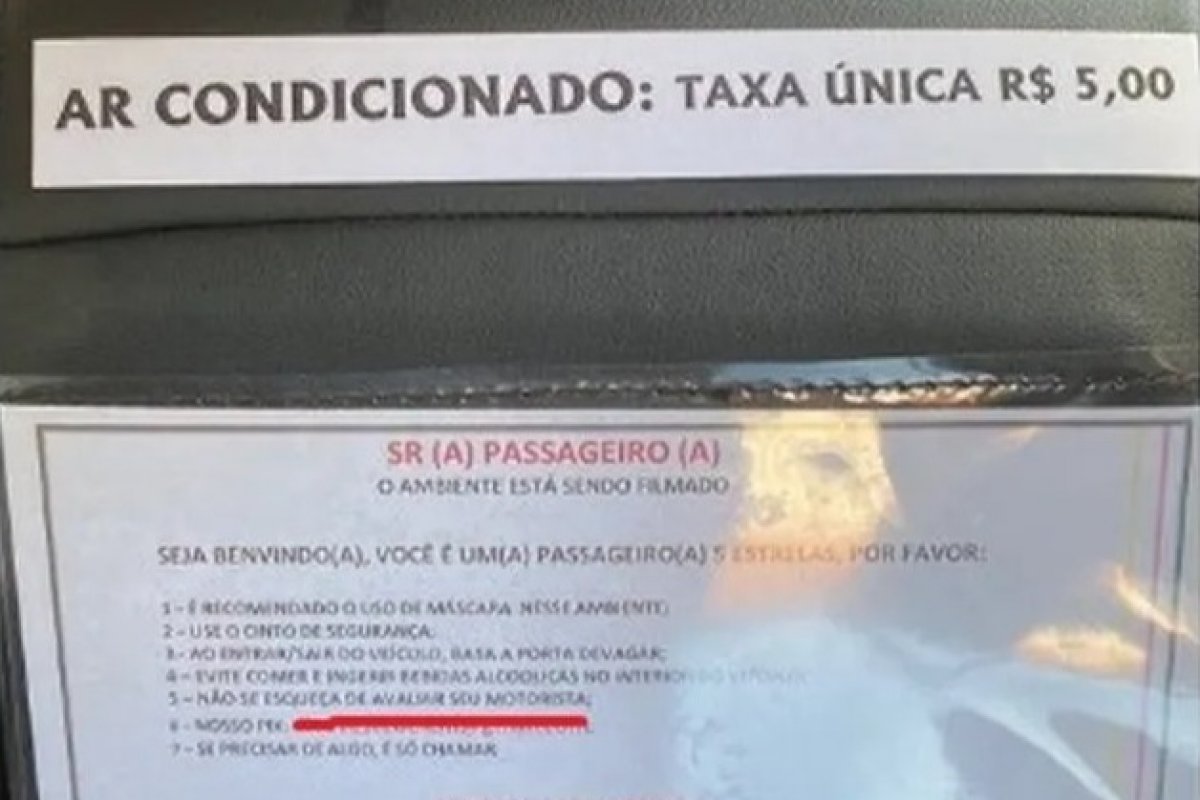 AR CONDICIONADO: TAXA ÚNICA R$ 5,00
SR (A) PASSAGEIRO (A)
O AMBIENTE ESTÁ SENDO FILMADO
SEJA BENVINDO(A), VOCÊ É UM(A) PASSAGEIRO(A) 5 ESTRELAS, POR FAVOR:
1 - É RECOMENDADO O USO DE MÁSCARA NESSE AMBIENTE;
2 - USE O CINTO DE SEGURANÇA;
3 - AO ENTRAR/SAIR DO VEÍCULO, BATA A PORTA DEVAGAR;
4 - EVITE COMER E INGERIR BEBIDAS ALCOÓLICAS NO INTERIOR DO VEÍCULO;
5 - NÃO SE ESQUEÇA DE AVALIAR SEU MOTORISTA;
6 - NOSSO PIX:
7 - SE PRECISAR DE ALGO, É SÓ CHAMAR